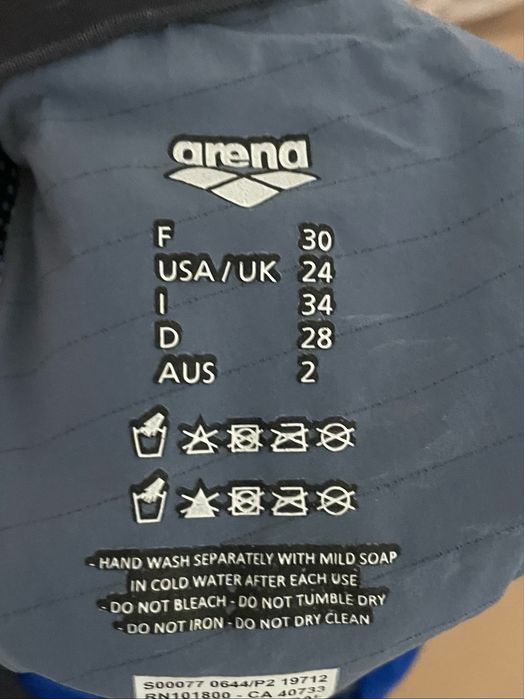 arena
F 30
USA/UK 24
I 34
D 28
AUS 2
- HAND WASH SEPARATELY WITH MILD SOAP
IN COLD WATER AFTER EACH USE
- DO NOT BLEACH - DO NOT TUMBLE DRY
- DO NOT IRON - DO NOT DRY CLEAN
S00077 0644/P2 19712
RN101800 - CA 40733